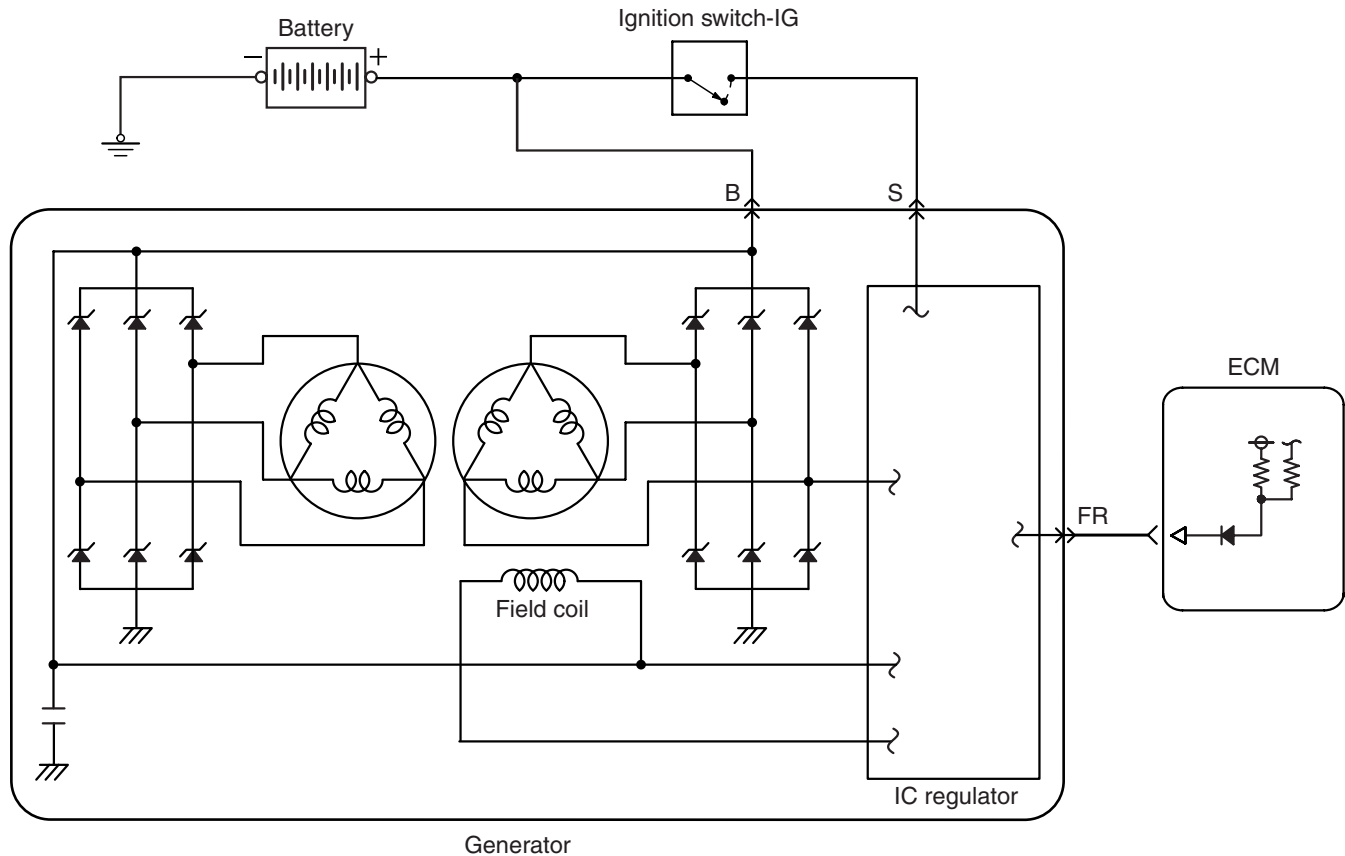 Ignition switch-IG
Battery
− +
B
S
ECM
FR
Field coil
IC regulator
Generator